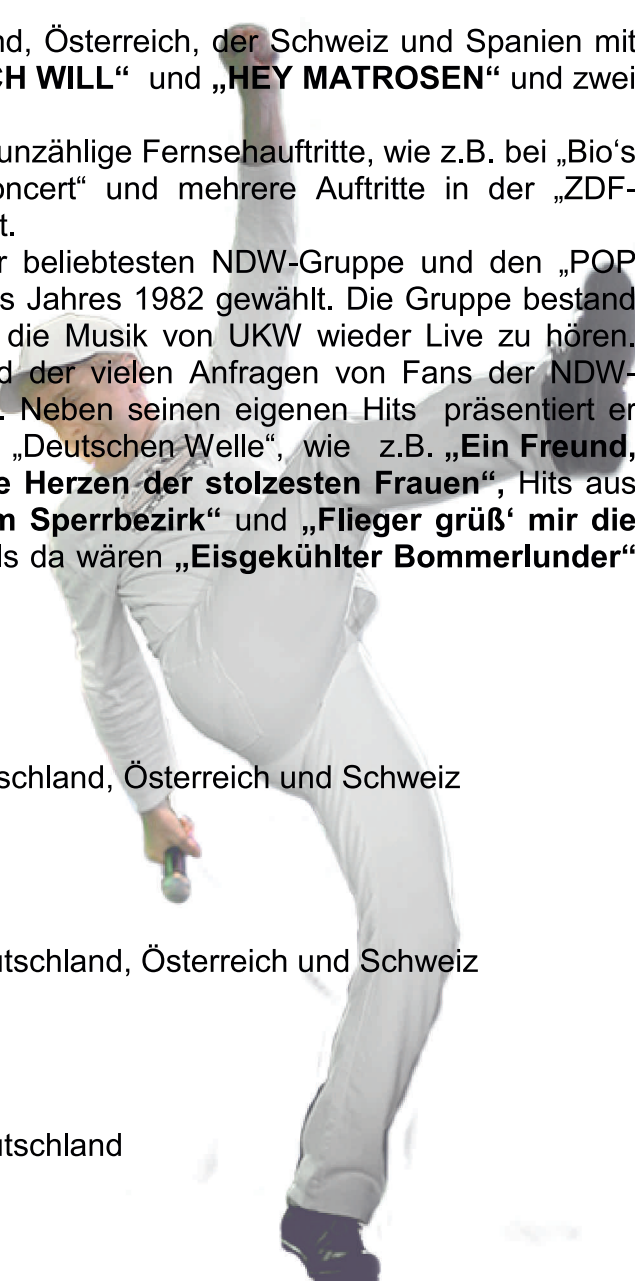 nd, Österreich, der Schweiz und Spanien mit
CH WILL“ und „HEY MATROSEN“ und zwei
unzählige Fernsehauftritte, wie z.B. bei „Bio‘s
oncert“ und mehrere Auftritte in der „ZDF-
t.
r beliebtesten NDW-Gruppe und den „POP
s Jahres 1982 gewählt. Die Gruppe bestand
die Musik von UKW wieder Live zu hören.
d der vielen Anfragen von Fans der NDW-
. Neben seinen eigenen Hits präsentiert er
„Deutschen Welle“, wie z.B. „Ein Freund,
e Herzen der stolzesten Frauen“, Hits aus
m Sperrbezirk“ und „Flieger grüß‘ mir die
ls da wären „Eisgekühlter Bommerlunder“
tschland, Österreich und Schweiz
utschland, Österreich und Schweiz
utschland